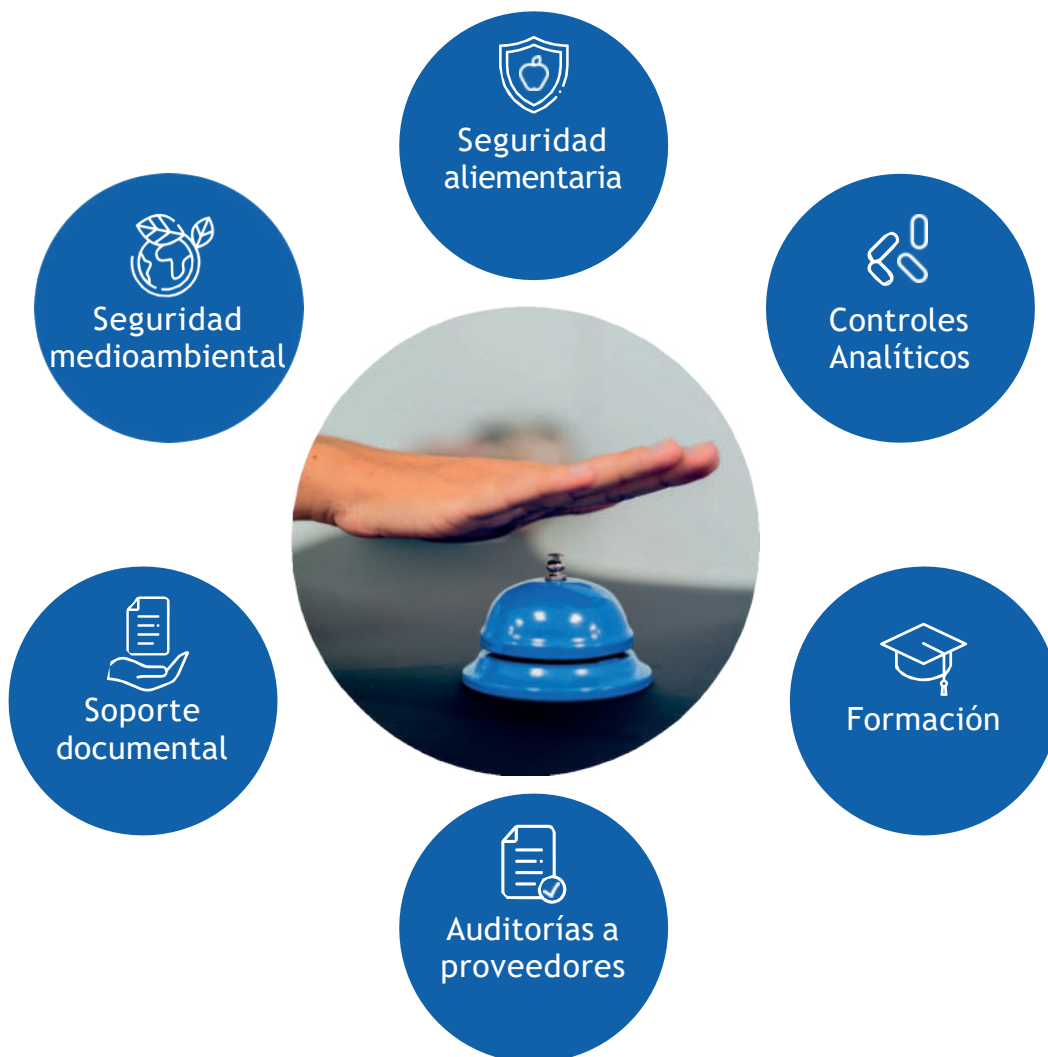 Seguridad
aliementaria
Seguridad
medioambiental
Controles
Analíticos
Soporte
documental
Formación
Auditorías a
proveedores